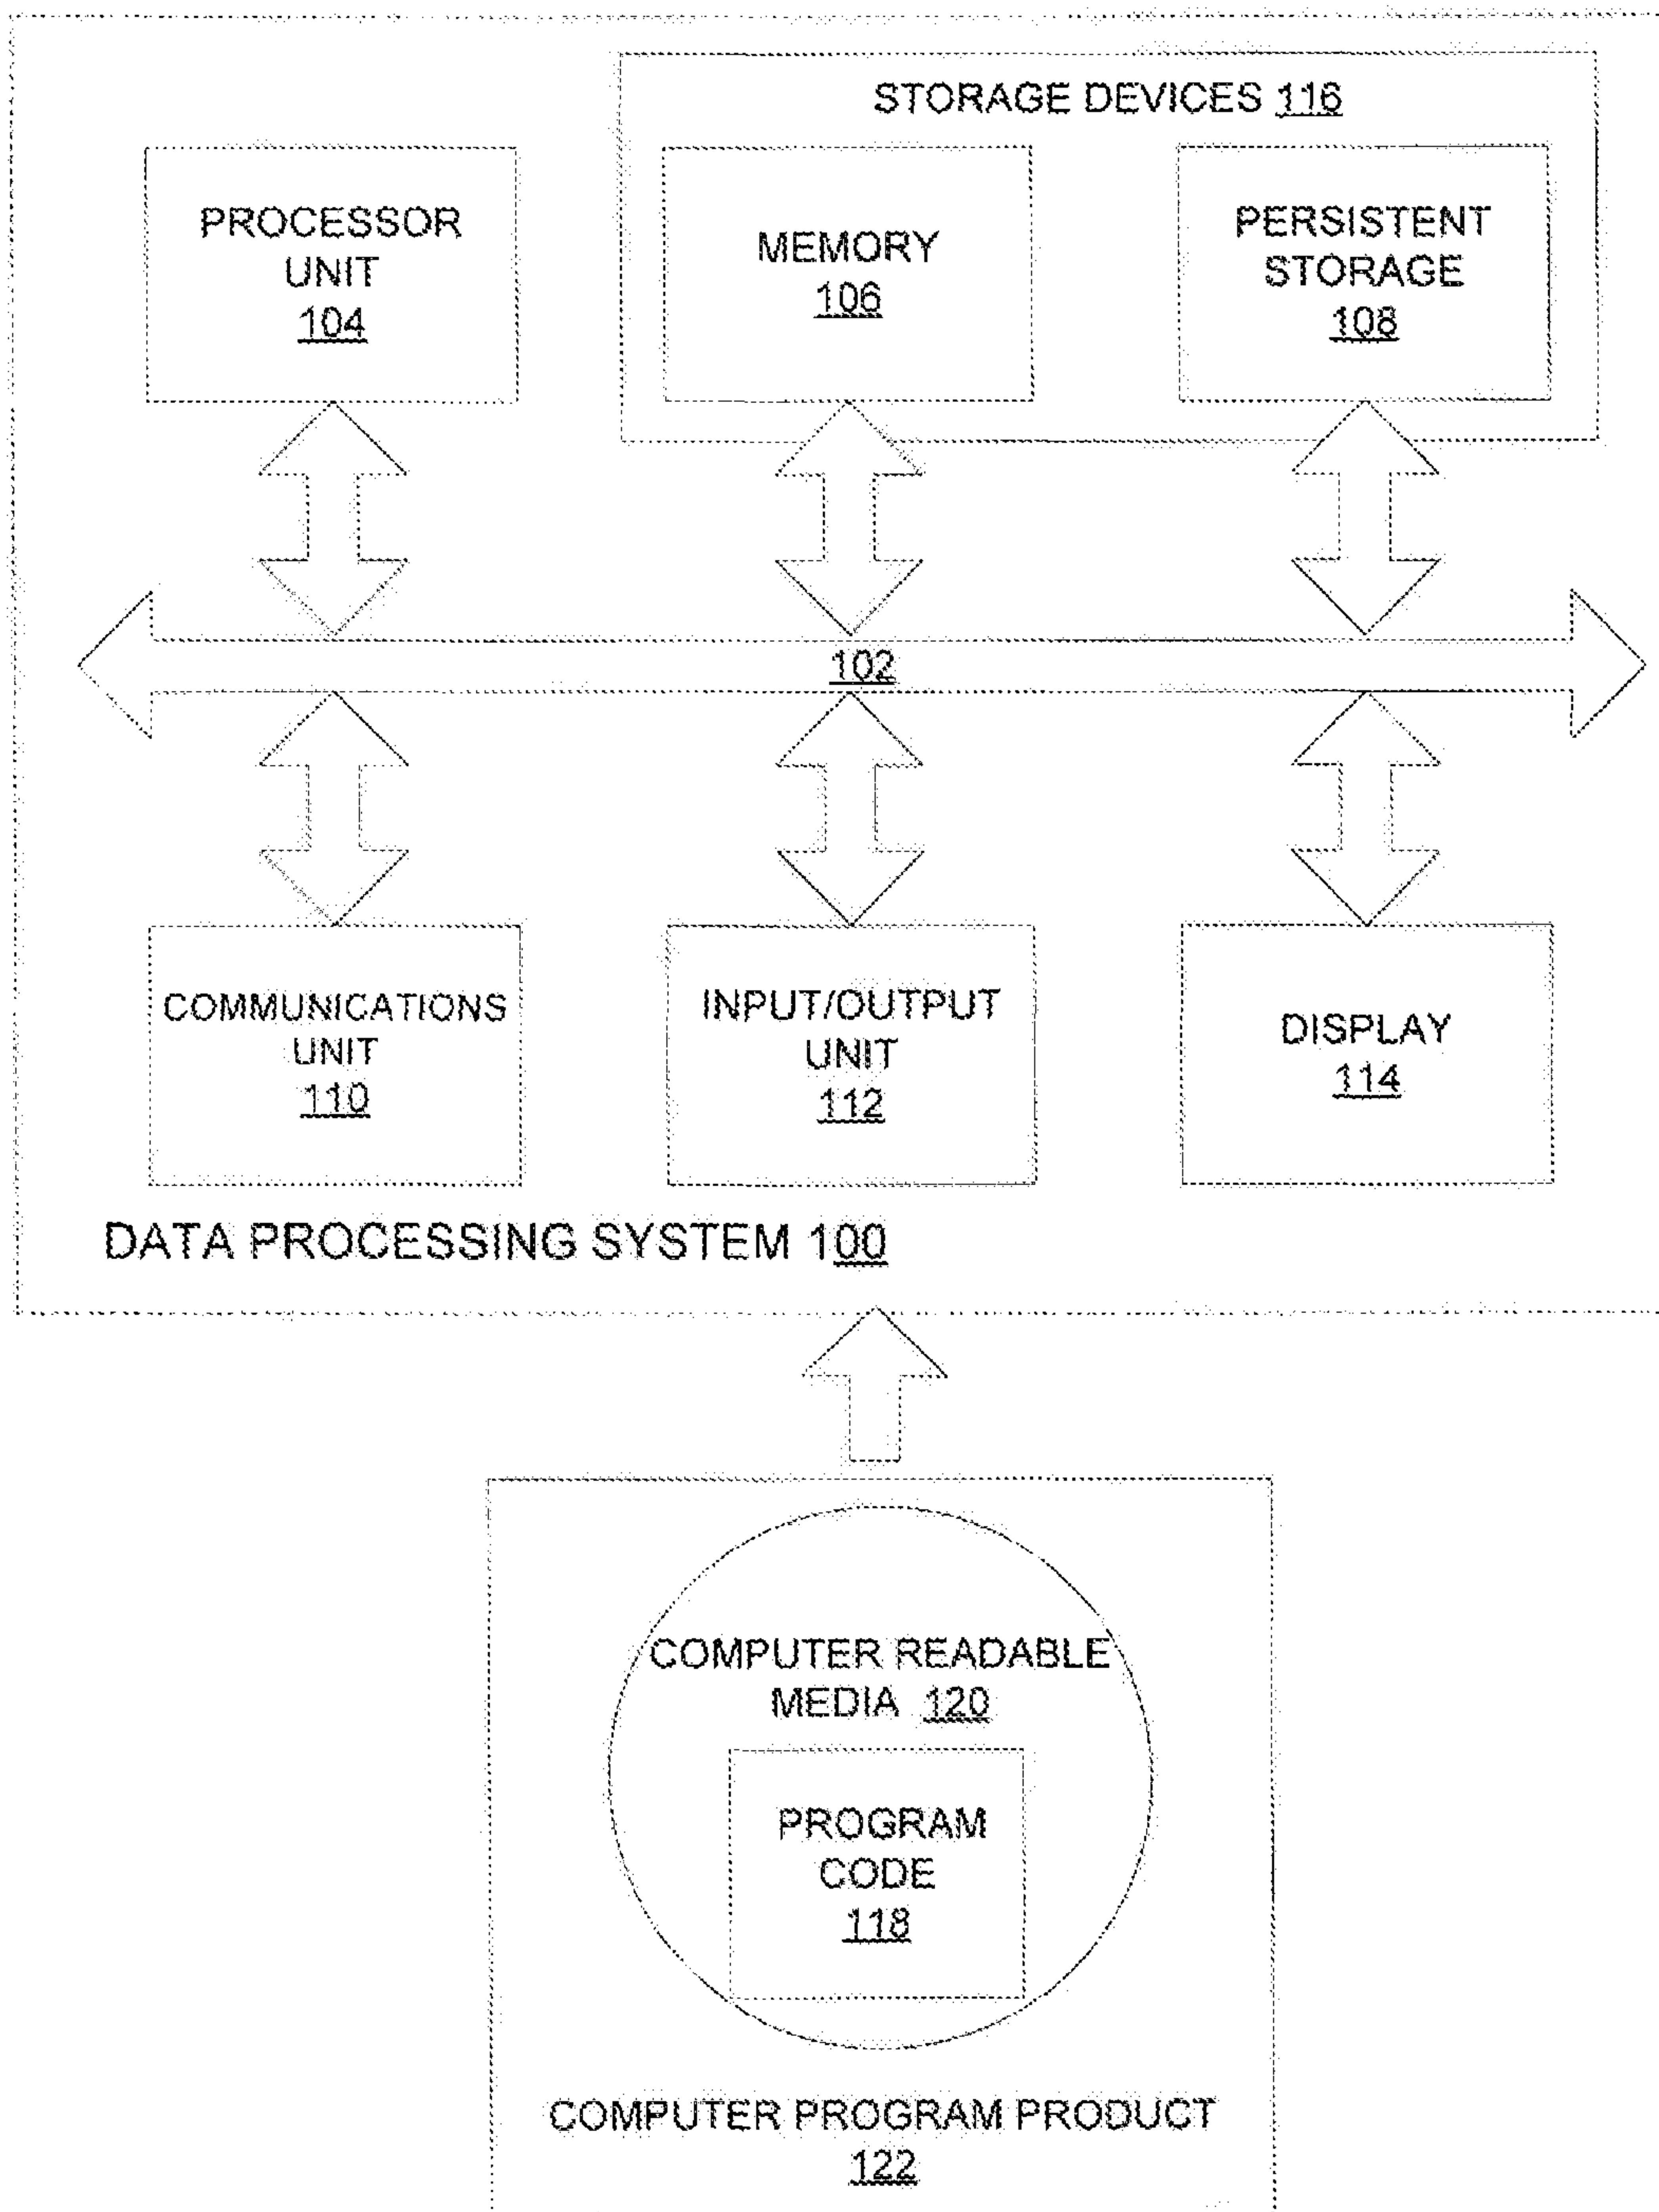 STORAGE DEVICES 116
PROCESSOR
UNIT
104
MEMORY
106
PERSISTENT
STORAGE
108
102
COMMUNICATIONS
UNIT
110
INPUT/OUTPUT
UNIT
112
DISPLAY
114
DATA PROCESSING SYSTEM 100
COMPUTER READABLE
MEDIA 120
PROGRAM
CODE
118
COMPUTER PROGRAM PRODUCT
122